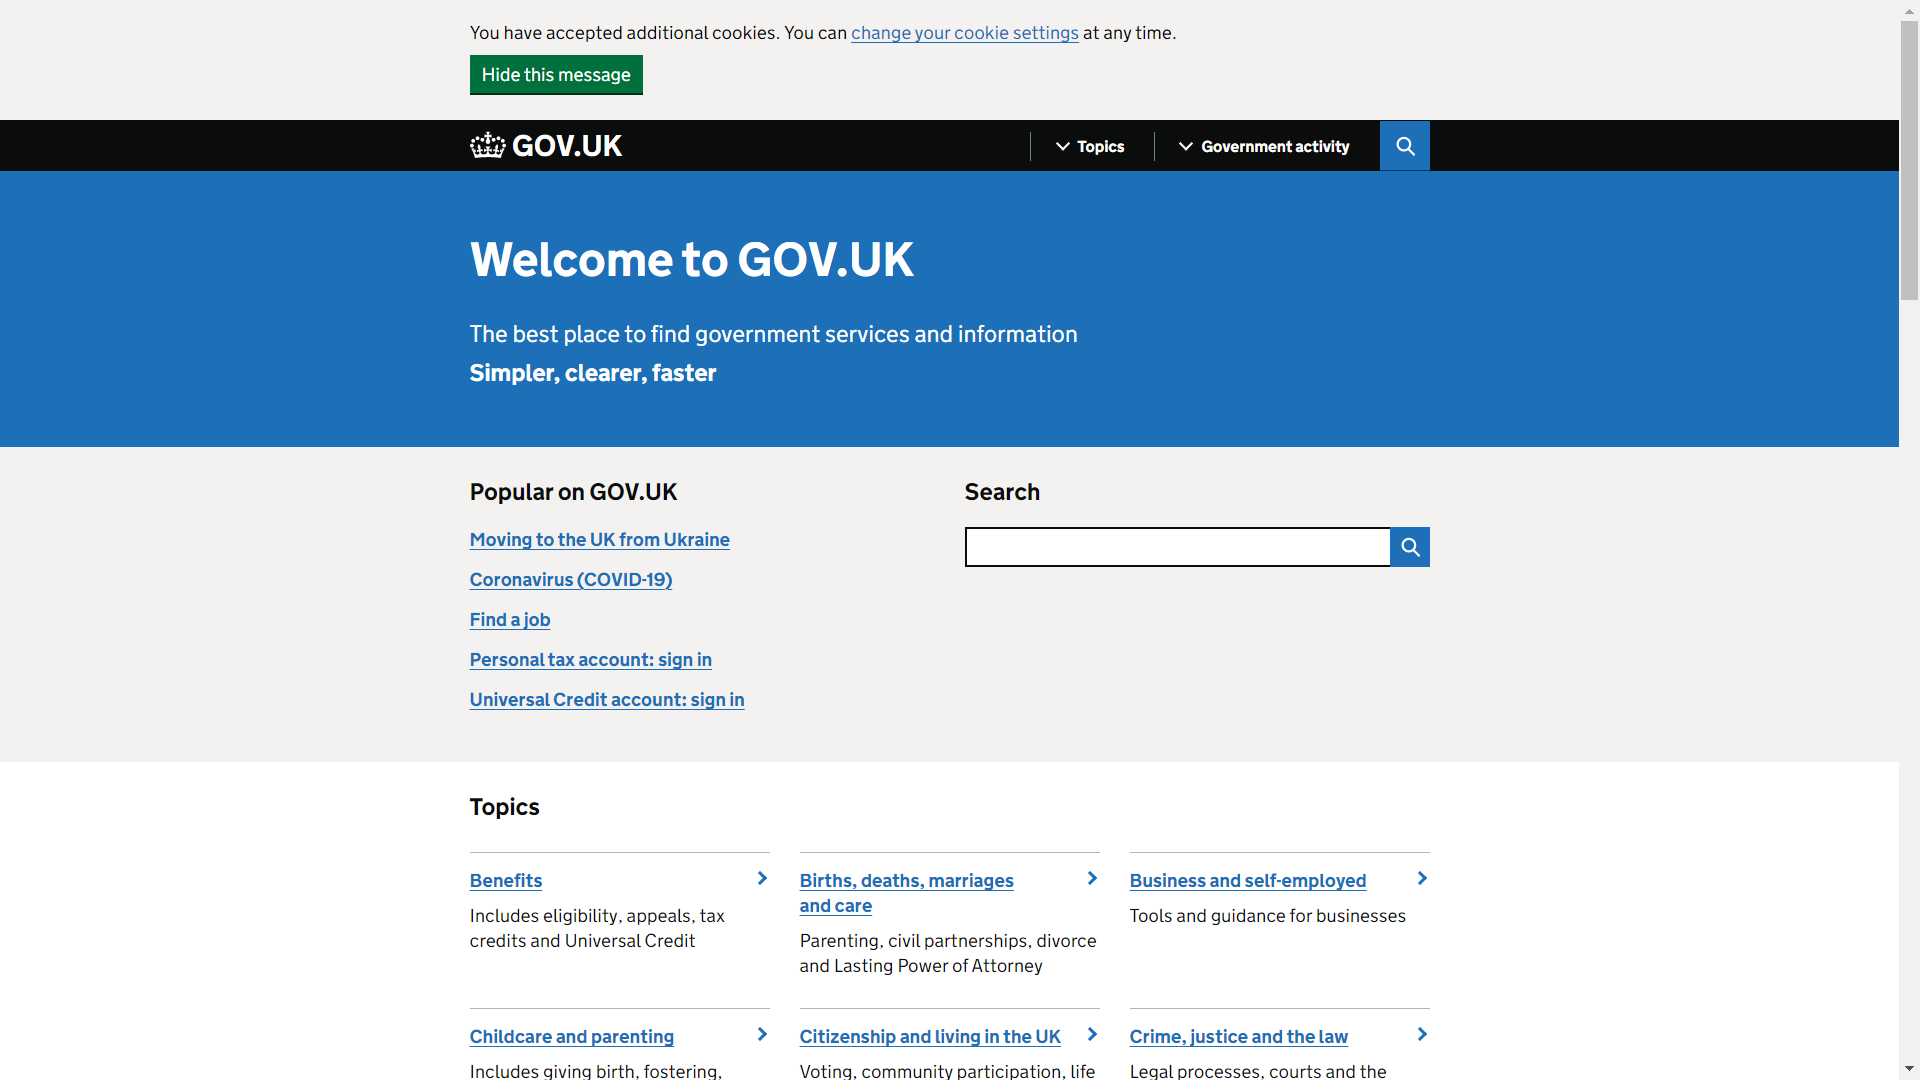 You have accepted additional cookies. You can change your cookie settings at any time.
Hide this message
GOV.UK
Topics
Government activity
Welcome to GOV.UK
The best place to find government services and information
Simpler, clearer, faster
Popular on GOV.UK
Moving to the UK from Ukraine
Coronavirus (COVID-19)
Find a job
Personal tax account: sign in
Universal Credit account: sign in
Search
Topics
Benefits
Includes eligibility, appeals, tax
credits and Universal Credit
Births, deaths, marriages
and care
Parenting, civil partnerships, divorce
and Lasting Power of Attorney
Business and self-employed
Tools and guidance for businesses
Childcare and parenting
Includes giving birth, fostering,
Citizenship and living in the UK
Voting, community participation, life
Crime, justice and the law
Legal processes, courts and the